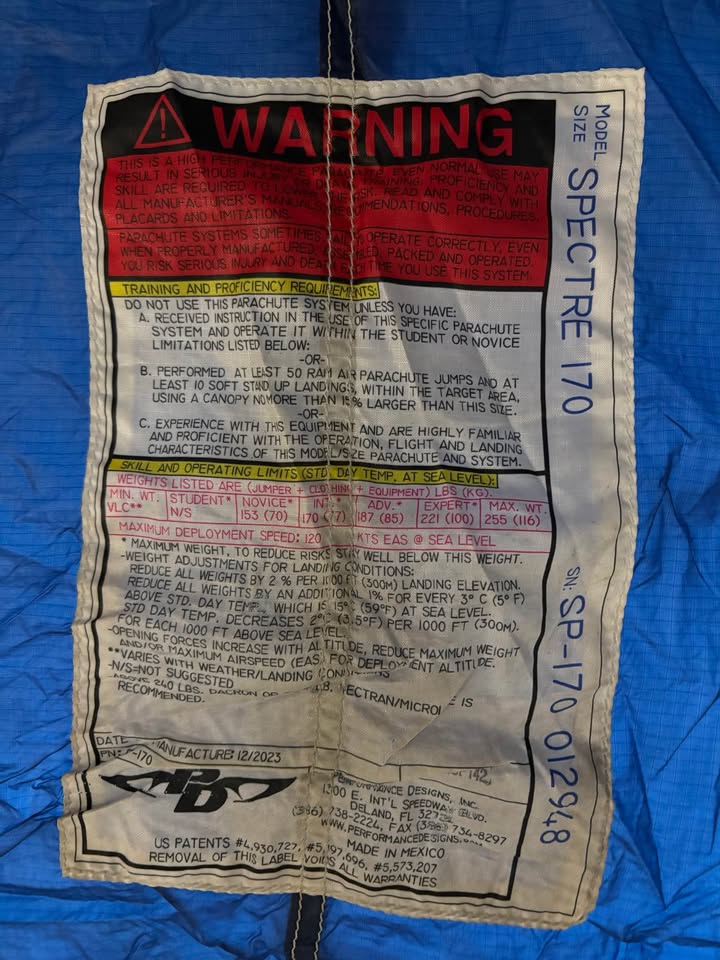 WARNING
THIS IS A HIGH PERFORMANCE PARACHUTE. EVEN NORMAL USE MAY
RESULT IN SERIOUS INJURY OR DEATH. TRAINING, PROFICIENCY AND
SKILL ARE REQUIRED TO LOWER THE RISK. READ AND COMPLY WITH
ALL MANUFACTURER'S MANUALS, RECOMMENDATIONS, PROCEDURES,
PLACARDS AND LIMITATIONS.
PARACHUTE SYSTEMS SOMETIMES FAIL TO OPERATE CORRECTLY, EVEN
WHEN PROPERLY MANUFACTURED, ASSEMBLED, PACKED AND OPERATED.
YOU RISK SERIOUS INJURY AND DEATH EACH TIME YOU USE THIS SYSTEM.
TRAINING AND PROFICIENCY REQUIREMENTS:
DO NOT USE THIS PARACHUTE SYSTEM UNLESS YOU HAVE:
A. RECEIVED INSTRUCTION IN THE USE OF THIS SPECIFIC PARACHUTE
SYSTEM AND OPERATE IT WITHIN THE STUDENT OR NOVICE
LIMITATIONS LISTED BELOW:
-OR-
B. PERFORMED AT LEAST 50 RAM AIR PARACHUTE JUMPS AND AT
LEAST 10 SOFT STAND UP LANDINGS, WITHIN THE TARGET AREA,
USING A CANOPY NO MORE THAN 15% LARGER THAN THIS SIZE.
-OR-
C. EXPERIENCE WITH THIS EQUIPMENT AND ARE HIGHLY FAMILIAR
AND PROFICIENT WITH THE OPERATION, FLIGHT AND LANDING
CHARACTERISTICS OF THIS MODEL/SIZE PARACHUTE AND SYSTEM.
SKILL AND OPERATING LIMITS (STD. DAY TEMP. AT SEA LEVEL):
WEIGHTS LISTED ARE (JUMPER + CLOTHING + EQUIPMENT) LBS (KG).
MIN. WT. STUDENT* NOVICE* INT.* ADV.* EXPERT* MAX. WT.
VLC** N/S 153 (70) 170 (77) 187 (85) 221 (100) 255 (116)
MAXIMUM DEPLOYMENT SPEED: 120 KTS EAS @ SEA LEVEL
* MAXIMUM WEIGHT, TO REDUCE RISKS STAY WELL BELOW THIS WEIGHT.
-WEIGHT ADJUSTMENTS FOR LANDING CONDITIONS:
REDUCE ALL WEIGHTS BY 2 % PER 1000 FT (300m) LANDING ELEVATION.
REDUCE ALL WEIGHTS BY AN ADDITIONAL 1% FOR EVERY 3° C (5° F)
ABOVE STD. DAY TEMP. WHICH IS 15° (59°F) AT SEA LEVEL.
STD DAY TEMP. DECREASES 2°C (3.5°F) PER 1000 FT (300m).
FOR EACH 1000 FT ABOVE SEA LEVEL
-OPENING FORCES INCREASE WITH ALTITUDE, REDUCE MAXIMUM WEIGHT
AND/OR MAXIMUM AIRSPEED (EAS) FOR DEPLOYMENT ALTITUDE.
**VARIES WITH WEATHER/LANDING CONDITIONS
-N/S=NOT SUGGESTED
ABOVE 240 LBS. DACRON OR LB. SPECTRAN/MICROLINE IS
RECOMMENDED.
DATE MANUFACTURE: 12/2023
PN: -170
PD
PERFORMANCE DESIGNS, INC.
1300 E. INT'L SPEEDWAY BLVD.
DELAND, FL
(386) 738-2224, FAX (386) 734-8297
WWW.PERFORMANCEDESIGNS.
MADE IN MEXICO
US PATENTS #4,930,727, #5,197,696, #5,573,207
REMOVAL OF THIS LABEL VOIDS ALL WARRANTIES
MODEL
SIZE SPECTRE 170
SN: SP-170 012948